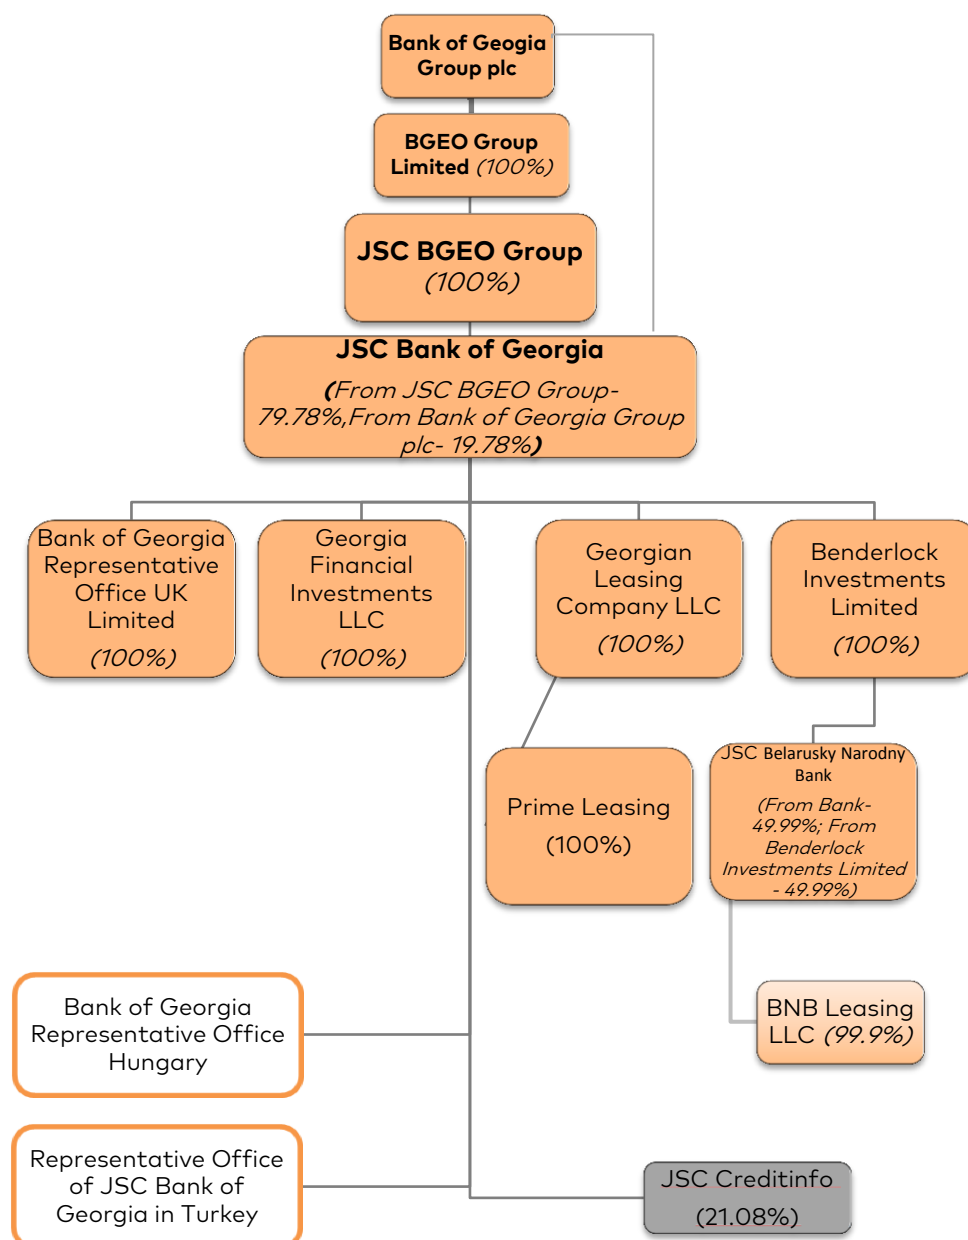 Bank of Geogia
Group plc
BGEO Group
Limited (100%)
JSC BGEO Group
(100%)
JSC Bank of Georgia
(From JSC BGEO Group-
79.78%,From Bank of Georgia Group
plc- 19.78%)
Bank of Georgia
Representative
Office UK
Limited
(100%)
Georgia
Financial
Investments
LLC
(100%)
Georgian
Leasing
Company LLC
(100%)
Benderlock
Investments
Limited
(100%)
Prime Leasing
(100%)
JSC Belarusky Narodny
Bank
(From Bank-
49.99%; From
Benderlock
Investments Limited
- 49.99%)
BNB Leasing
LLC (99.9%)
Bank of Georgia
Representative Office
Hungary
Representative Office
of JSC Bank of
Georgia in Turkey
JSC Creditinfo
(21.08%)